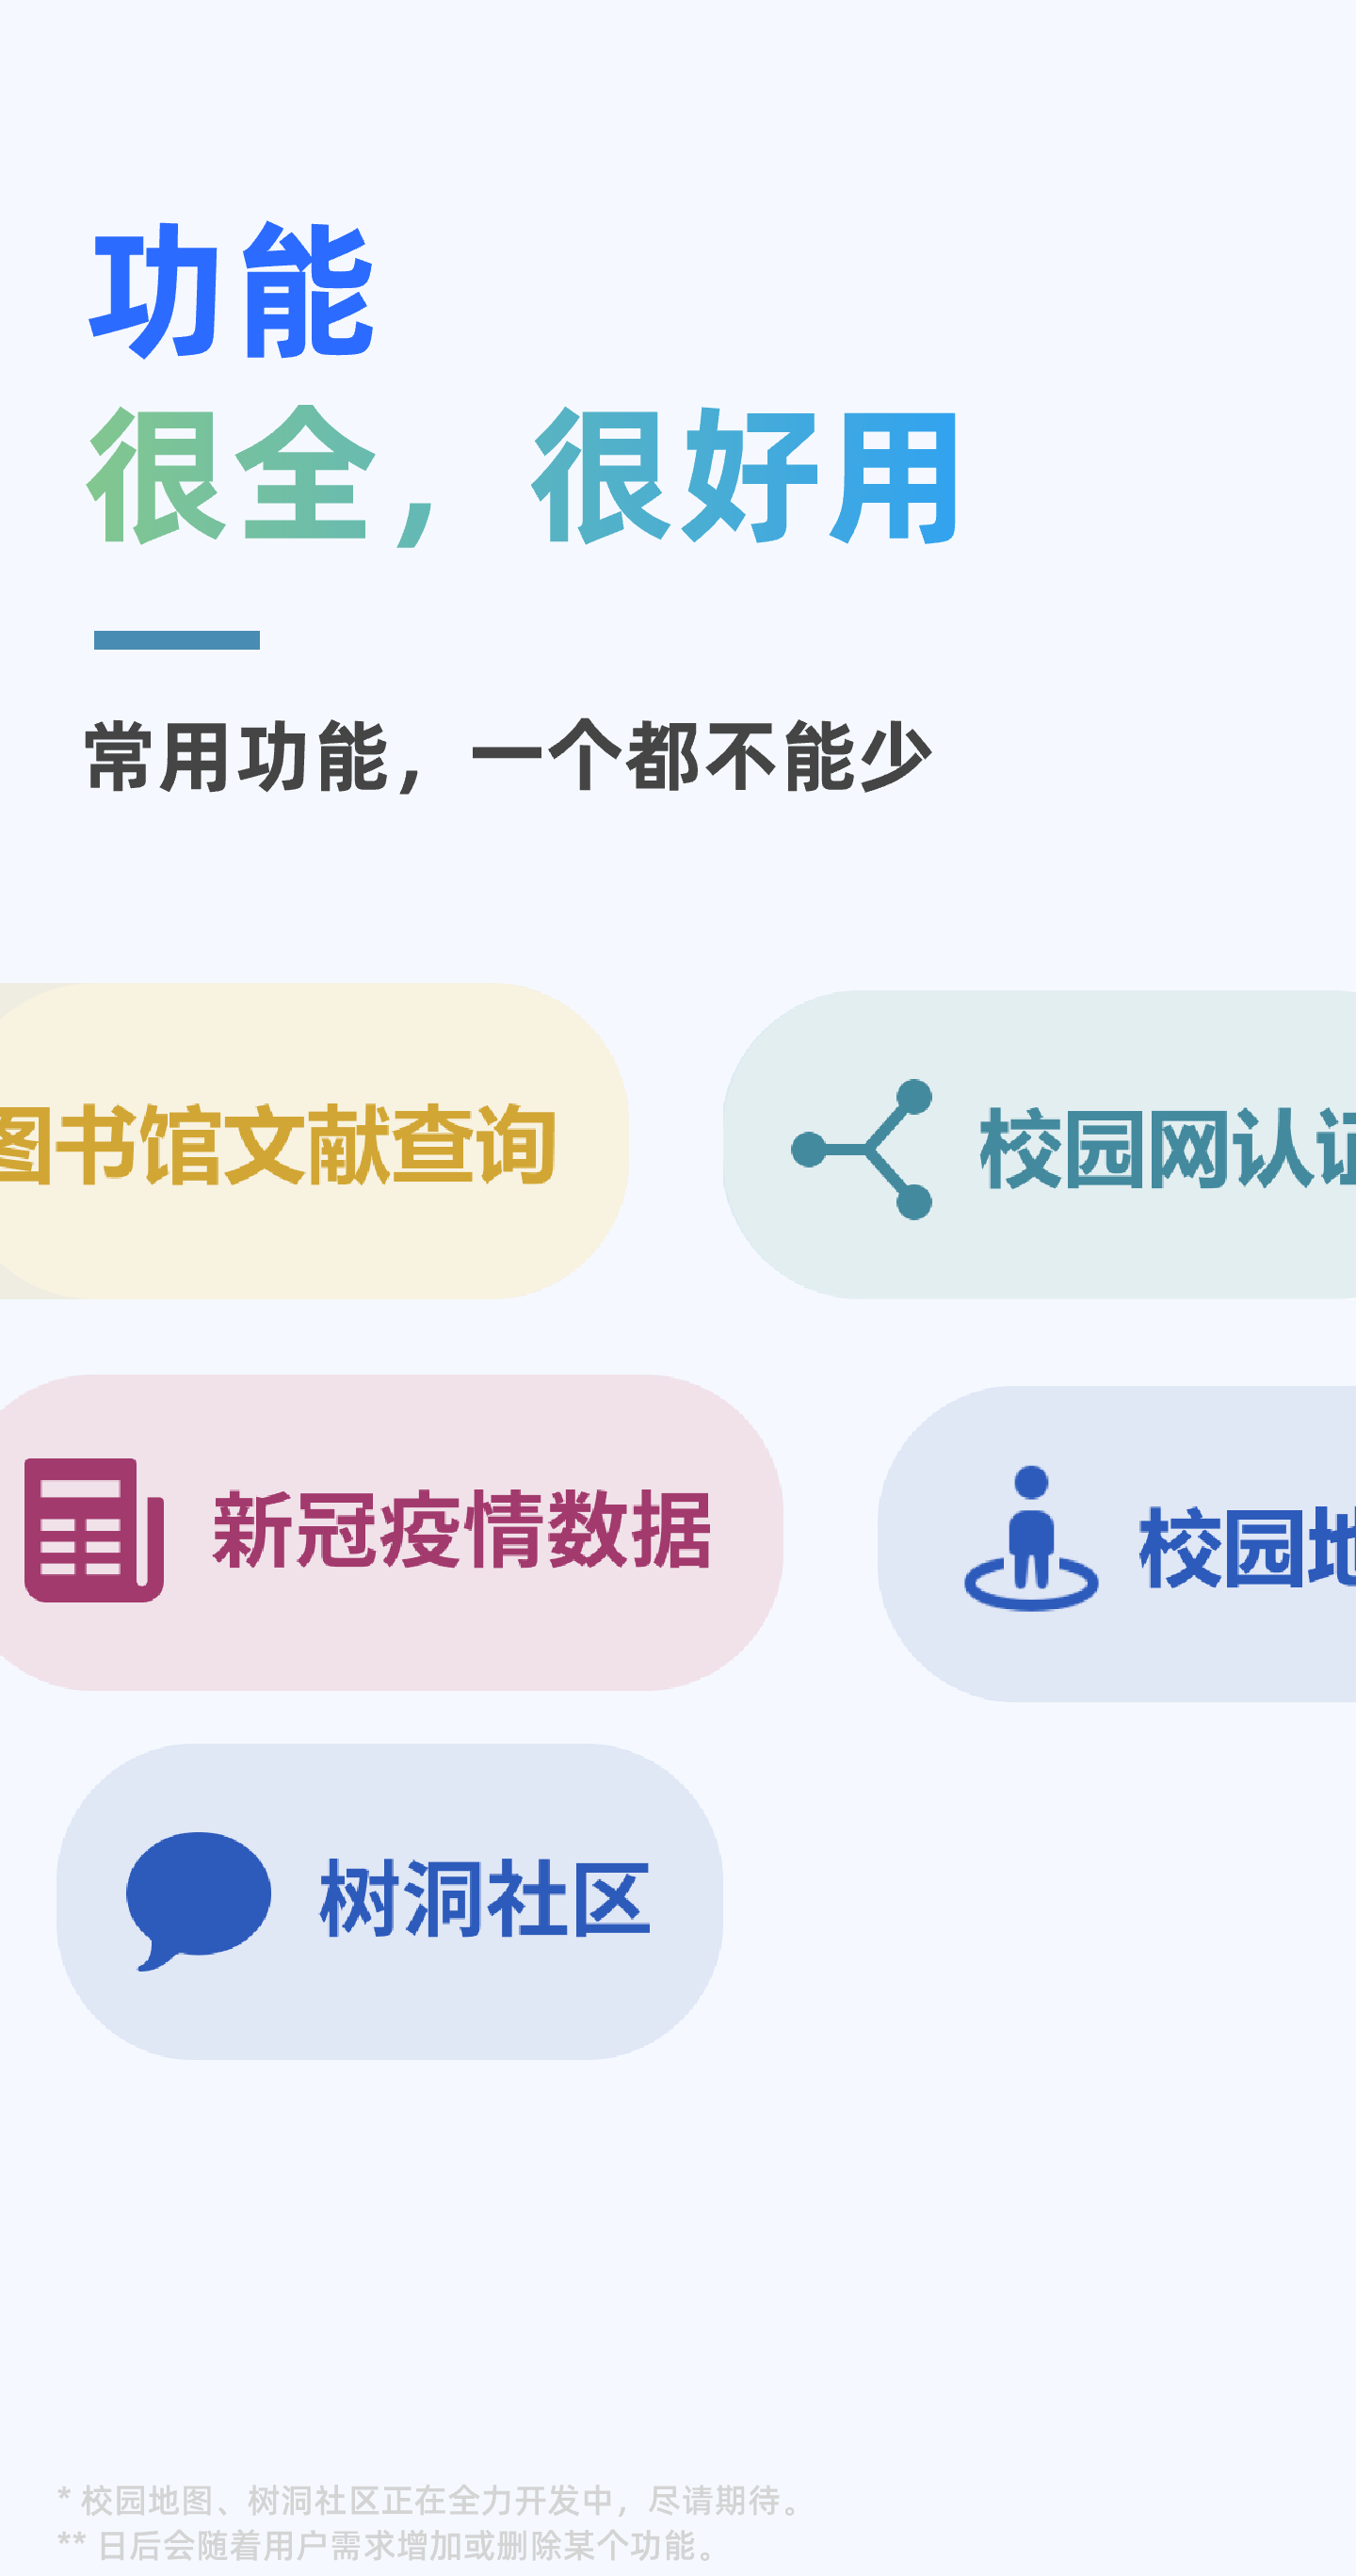 功能
很全，很好用
常用功能，一个都不能少
图书馆文献查询
校园网认证
新冠疫情数据
校园地
树洞社区
* 校园地图、树洞社区正在全力开发中，尽请期待。
** 日后会随着用户需求增加或删除某个功能。